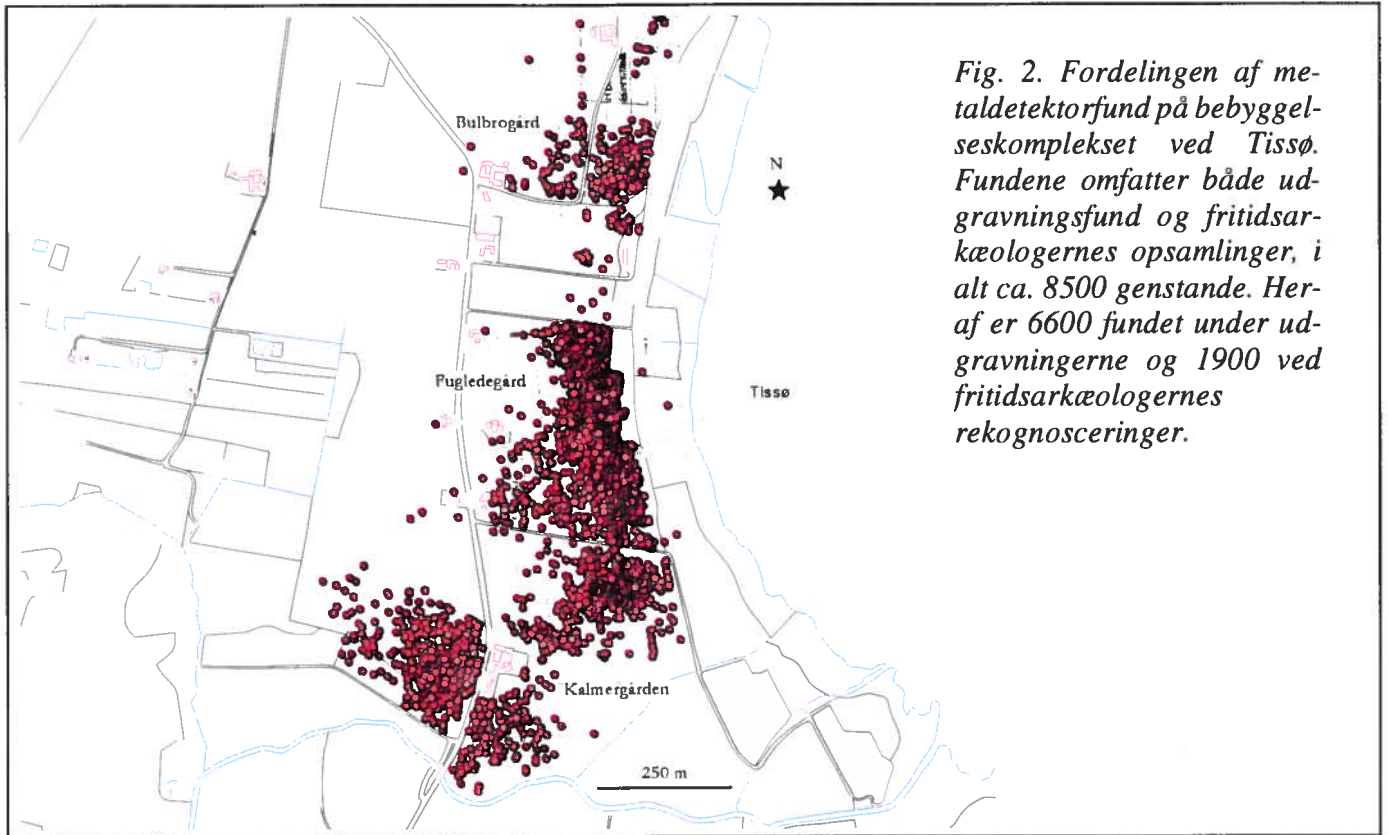 Bulbrogård
N
Fugledegård
Tissø
Kalmergården
250 m
Fig. 2. Fordelingen af me-
taldetektorfund på bebyggel-
seskomplekset ved Tissø.
Fundene omfatter både ud-
gravningsfund og fritidsar-
kæologernes opsamlinger, i
alt ca. 8500 genstande. Her-
af er 6600 fundet under ud-
gravningerne og 1900 ved
fritidsarkæologernes
rekognosceringer.